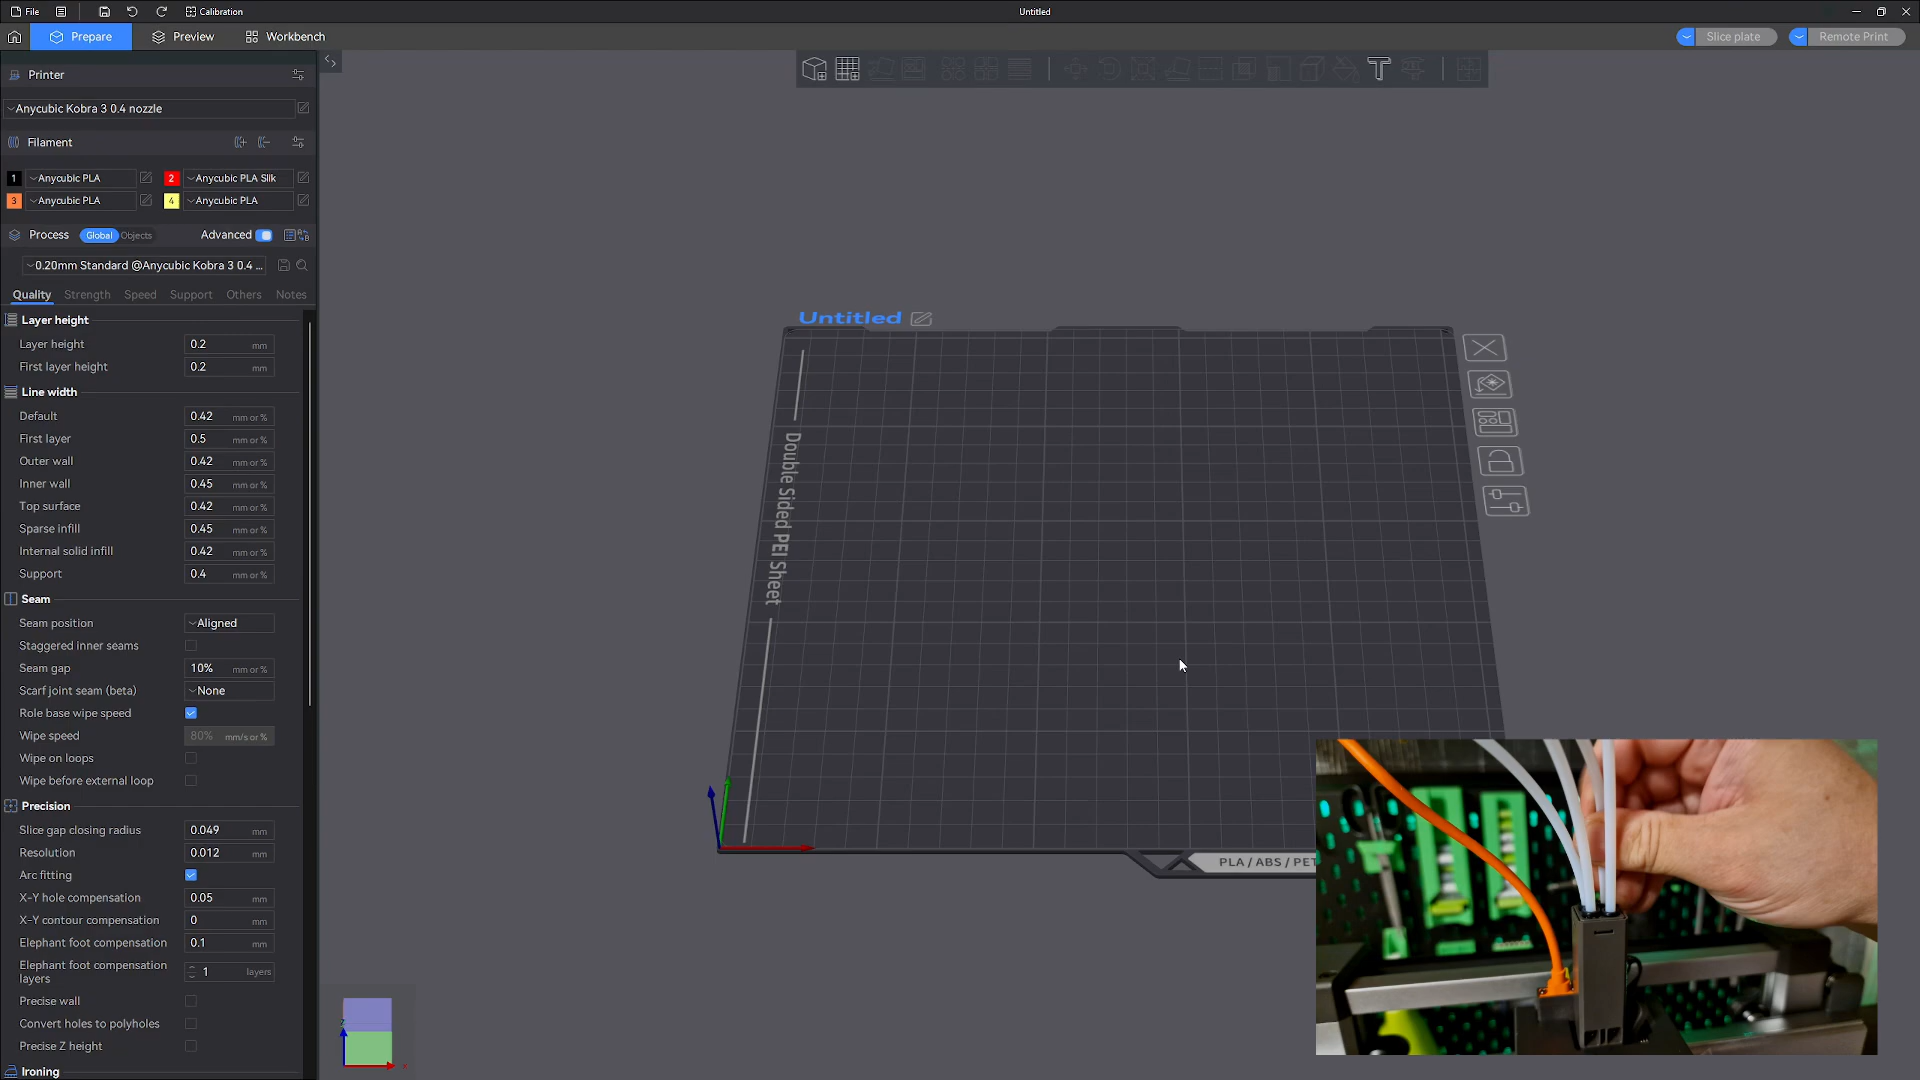 File
Calibration
Untitled
Prepare
Preview
Workbench
Slice plate
Remote Print
Printer
Anycubic Kobra 3 0.4 nozzle
Filament
1 Anycubic PLA
2 Anycubic PLA Slik
3 Anycubic PLA
4 Anycubic PLA
Process Global Objects Advanced
0.20mm Standard @Anycubic Kobra 3 0.4 ...
Quality Strength Speed Support Others Notes
Layer height
Layer height 0.2 mm
First layer height 0.2 mm
Line width
Default 0.42 mm or %
First layer 0.5 mm or %
Outer wall 0.42 mm or %
Inner wall 0.45 mm or %
Top surface 0.42 mm or %
Sparse infill 0.45 mm or %
Internal solid infill 0.42 mm or %
Support 0.4 mm or %
Seam
Seam position Aligned
Staggered inner seams
Seam gap 10% mm or %
Scarf joint seam (beta) None
Role base wipe speed
Wipe speed 80% mm/s or %
Wipe on loops
Wipe before external loop
Precision
Slice gap closing radius 0.049 mm
Resolution 0.012 mm
Arc fitting
X-Y hole compensation 0.05 mm
X-Y contour compensation 0 mm
Elephant foot compensation 0.1 mm
Elephant foot compensation
layers 1 layers
Precise wall
Convert holes to polyholes
Precise Z height
Ironing
Untitled
Double Sided PEI Sheet
PLA / ABS / PET